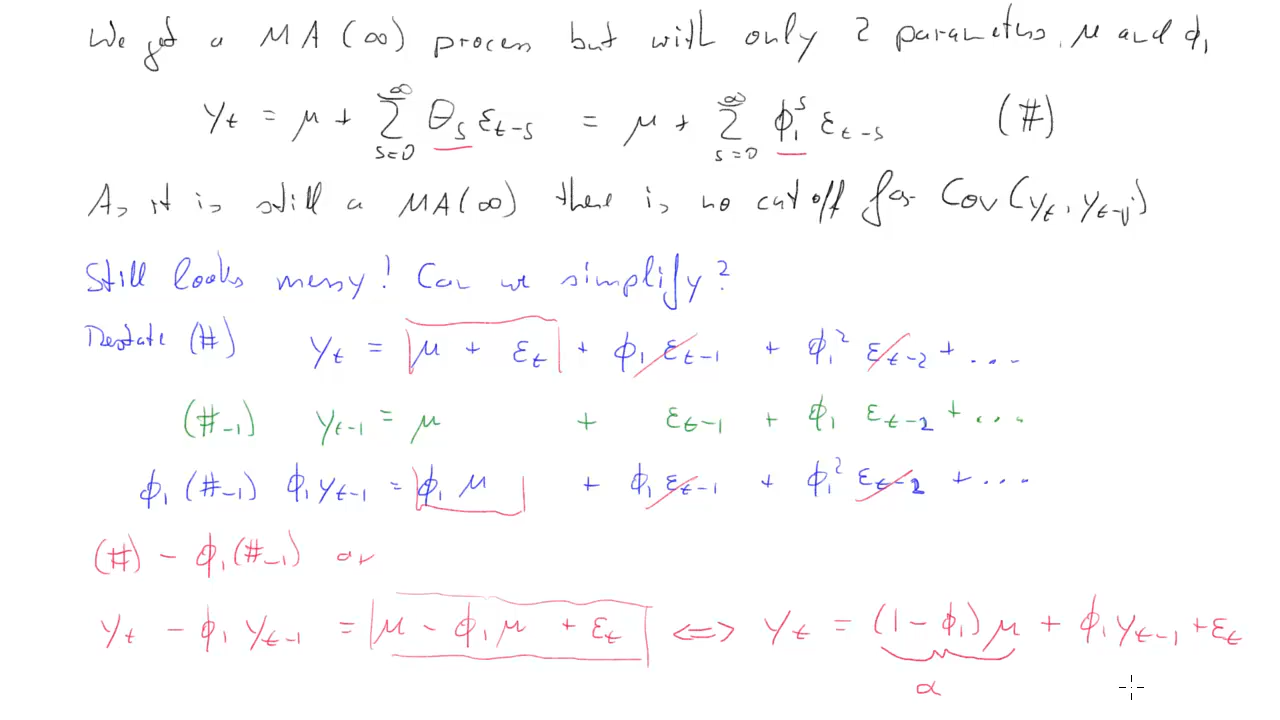 We get a MA(∞) process but with only 2 parameters, μ and ϕ₁
Yₜ = μ + ∑_{s=0}^{∞} θₛ εₜ₋ₛ = μ + ∑_{s=0}^{∞} ϕ₁ˢ εₜ₋ₛ (#)
As it is still a MA(∞) there is no cut off for Cov(yₜ, yₜ₋ⱼ)
Still looks messy! Can we simplify?
Restate (#) yₜ = μ + εₜ + ϕ₁ εₜ₋₁ + ϕ₁² εₜ₋₂ + ...
(#₋₁) yₜ₋₁ = μ + εₜ₋₁ + ϕ₁ εₜ₋₂ + ...
ϕ₁ (#₋₁) ϕ₁ yₜ₋₁ = ϕ₁ μ + ϕ₁ εₜ₋₁ + ϕ₁² εₜ₋₂ + ...
(#) − ϕ₁ (#₋₁) or
yₜ − ϕ₁ yₜ₋₁ = μ − ϕ₁ μ + εₜ <=> yₜ = (1 − ϕ₁) μ + ϕ₁ yₜ₋₁ + εₜ
α